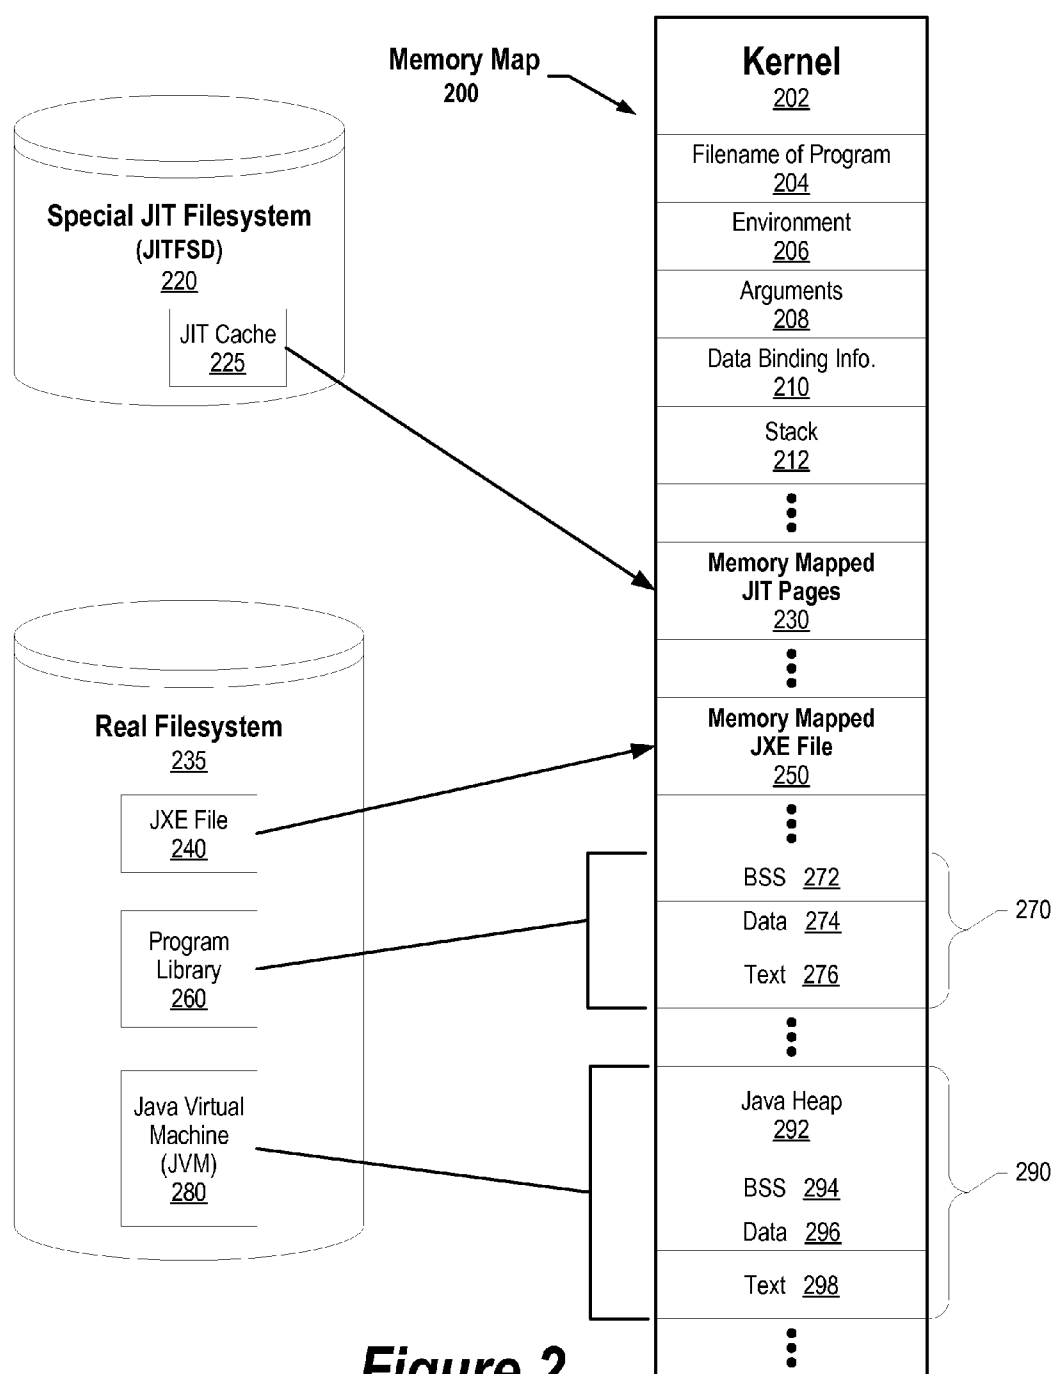 Memory Map
200
Kernel
202
Filename of Program
204
Environment
206
Arguments
208
Data Binding Info.
210
Stack
212
Special JIT Filesystem
(JITFSD)
220
JIT Cache
225
Memory Mapped
JIT Pages
230
Real Filesystem
235
Memory Mapped
JXE File
250
JXE File
240
Program
Library
260
BSS 272
Data 274
Text 276
270
Java Virtual
Machine
(JVM)
280
Java Heap
292
BSS 294
Data 296
Text 298
290
Figure 2